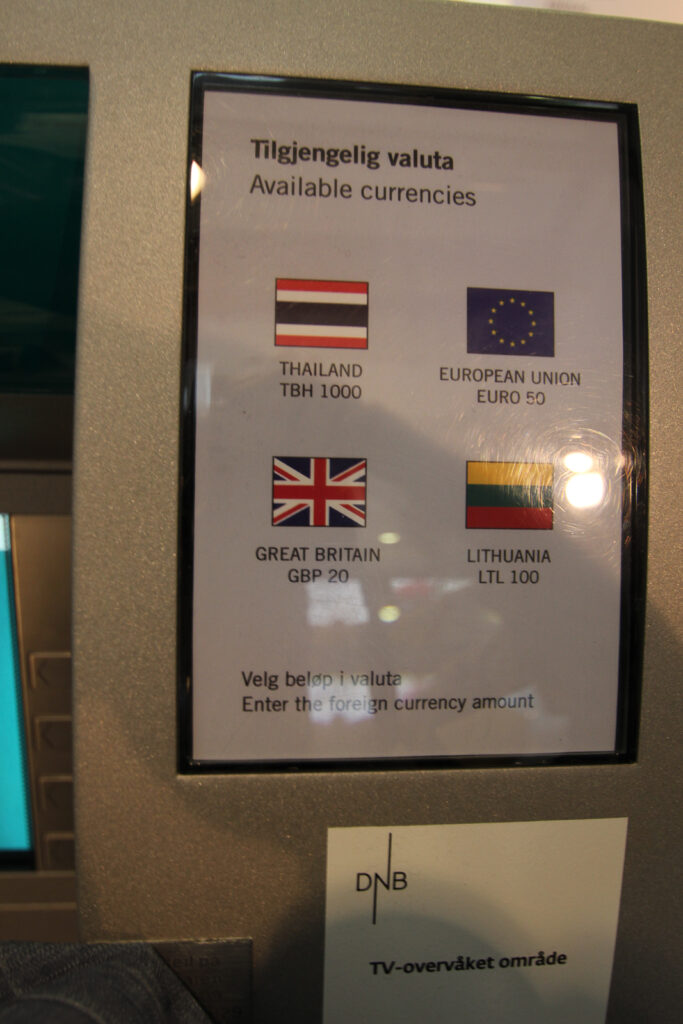 Tilgjengelig valuta
Available currencies
THAILAND
TBH 1000
EUROPEAN UNION
EURO 50
GREAT BRITAIN
GBP 20
LITHUANIA
LTL 100
Velg beløp i valuta
Enter the foreign currency amount
DNB
TV-overvåket område
på